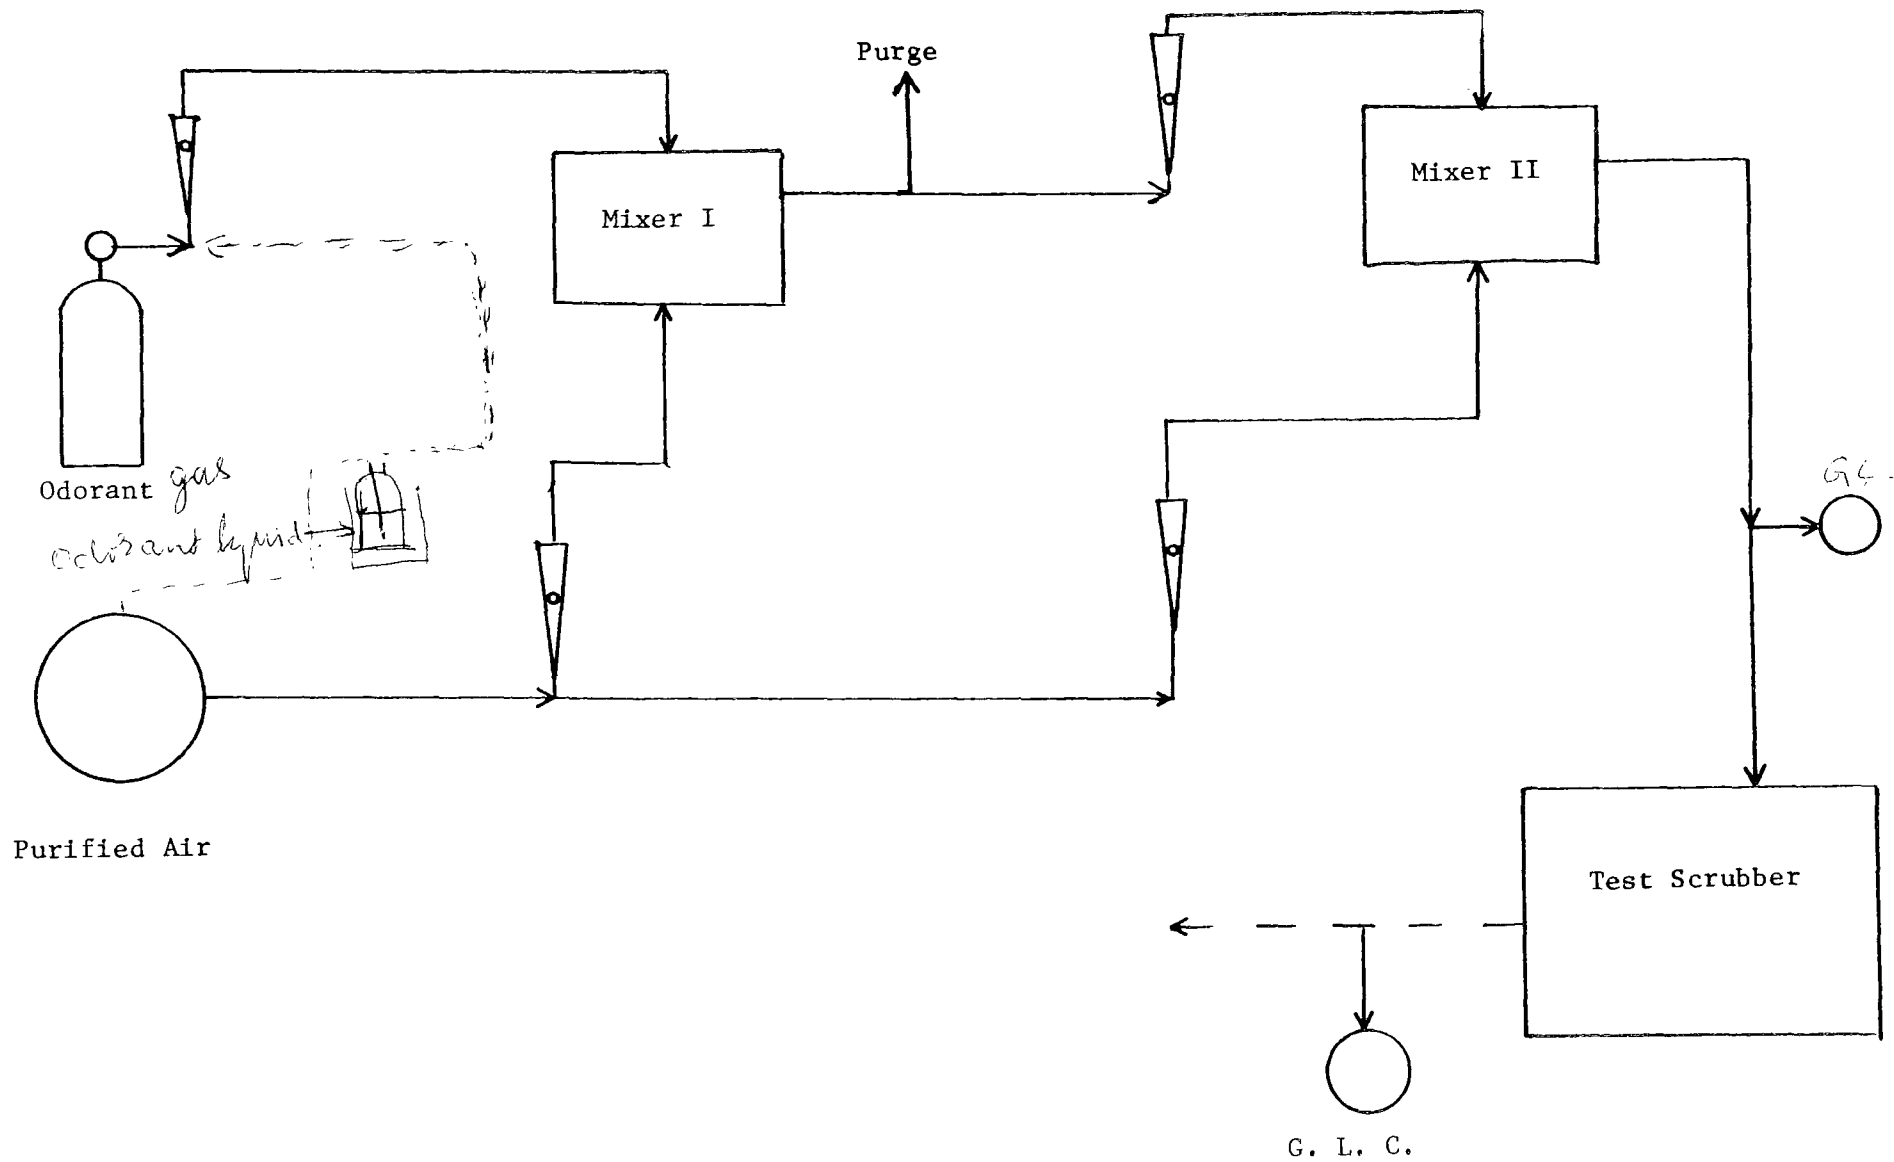 Purge
Mixer II
Mixer I
Odorant gas
Odorant liquid
Purified Air
Test Scrubber
G. L. C.